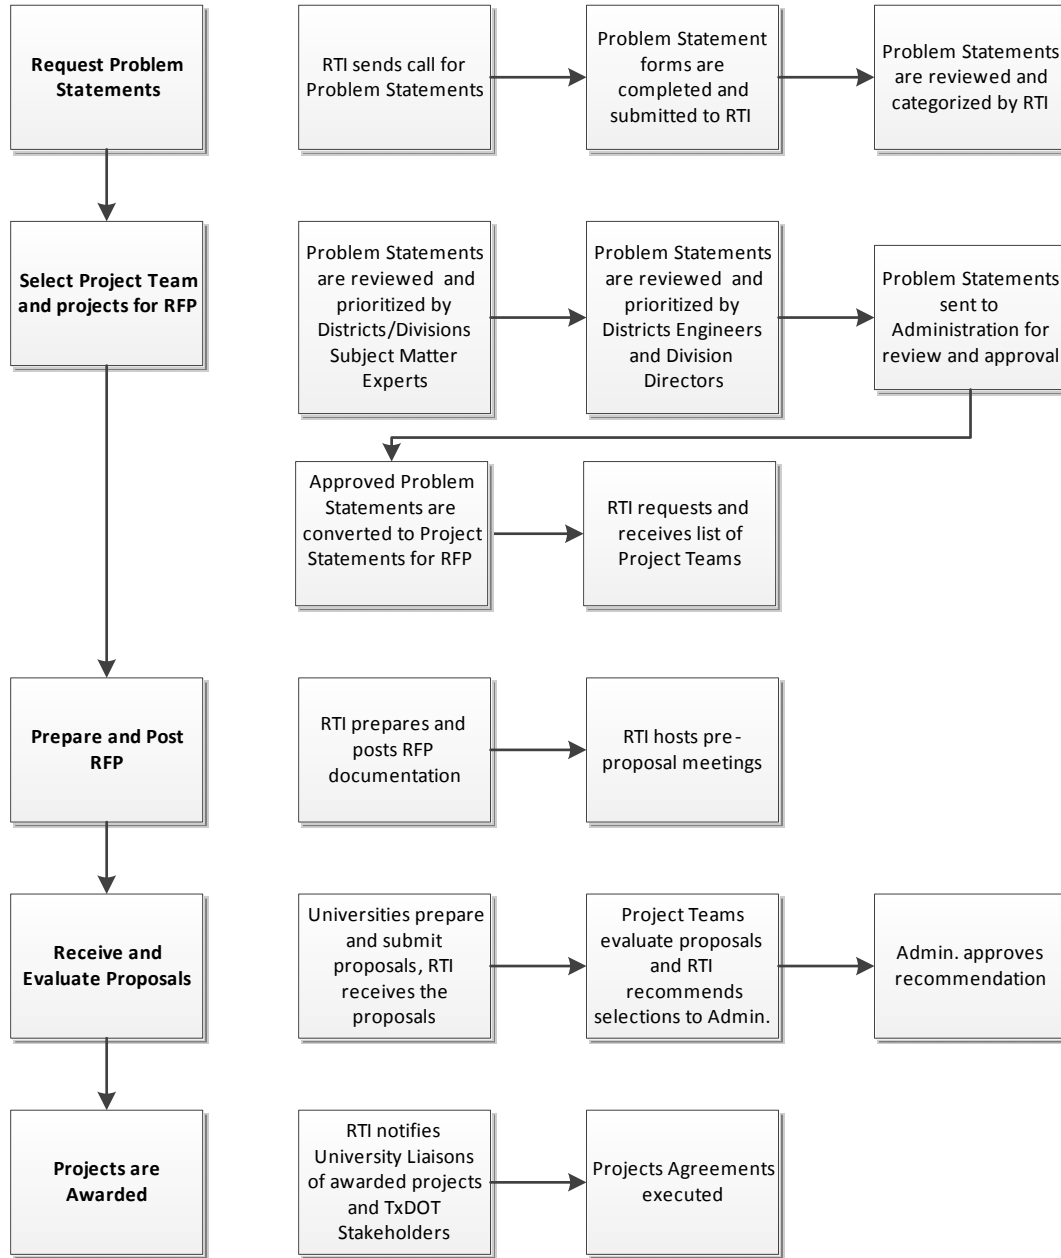 Request Problem
Statements
RTI sends call for
Problem Statements
Problem Statement
forms are
completed and
submitted to RTI
Problem Statements
are reviewed and
categorized by RTI
Select Project Team
and projects for RFP
Problem Statements
are reviewed and
prioritized by
Districts/Divisions
Subject Matter
Experts
Problem Statements
are reviewed and
prioritized by
Districts Engineers
and Division
Directors
Problem Statements
sent to
Administration for
review and approval
Approved Problem
Statements are
converted to Project
Statements for RFP
RTI requests and
receives list of
Project Teams
Prepare and Post
RFP
RTI prepares and
posts RFP
documentation
RTI hosts pre-
proposal meetings
Receive and
Evaluate Proposals
Universities prepare
and submit
proposals, RTI
receives the
proposals
Project Teams
evaluate proposals
and RTI
recommends
selections to Admin.
Admin. approves
recommendation
Projects are
Awarded
RTI notifies
University Liaisons
of awarded projects
and TxDOT
Stakeholders
Projects Agreements
executed